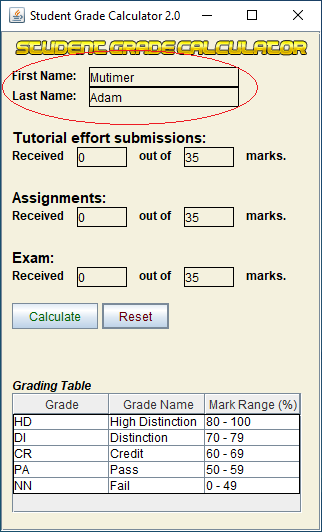 Student Grade Calculator 2.0
STUDENT GRADE CALCULATOR
First Name: Mutimer
Last Name: Adam
Tutorial effort submissions:
Received 0 out of 35 marks.
Assignments:
Received 0 out of 35 marks.
Exam:
Received 0 out of 35 marks.
Calculate Reset
Grading Table
Grade Grade Name Mark Range (%)
HD High Distinction 80 - 100
DI Distinction 70 - 79
CR Credit 60 - 69
PA Pass 50 - 59
NN Fail 0 - 49